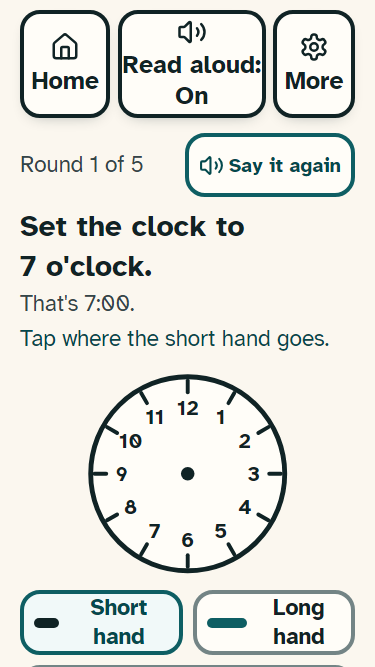 Home
Read aloud:
On
More
Round 1 of 5
Say it again
Set the clock to
7 o'clock.
That's 7:00.
Tap where the short hand goes.
12
11 1
10 2
9 3
8 4
7 5
6
Short
hand
Long
hand